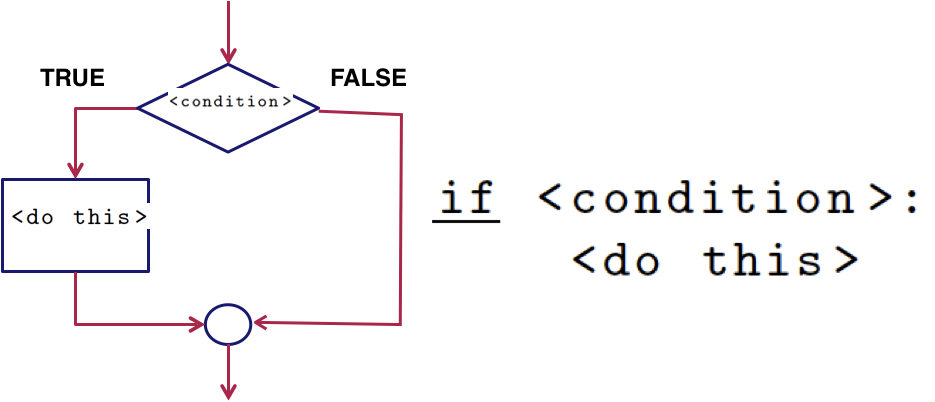 TRUE
FALSE
<condition>
<do this>
if <condition>:
<do this>